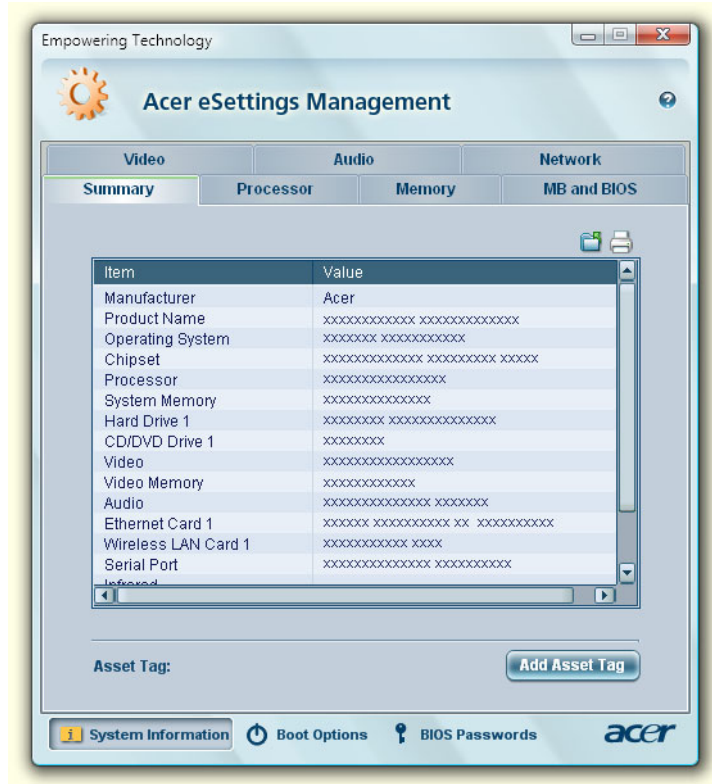 Empowering Technology
Acer eSettings Management
Video Audio Network
Summary Processor Memory MB and BIOS
Item Value
Manufacturer Acer
Product Name xxxxxxxxxxxx xxxxxxxxxxxxx
Operating System xxxxxxx xxxxxxxxxxx
Chipset xxxxxxxxxxxxx xxxxxxxxx xxxxx
Processor xxxxxxxxxxxxxxxx
System Memory xxxxxxxxxxxxxx
Hard Drive 1 xxxxxxxx xxxxxxxxxxxxxx
CD/DVD Drive 1 xxxxxxxx
Video xxxxxxxxxxxxxxxxx
Video Memory xxxxxxxxxxxx
Audio xxxxxxxxxxxxxx xxxxxxx
Ethernet Card 1 xxxxxx xxxxxxxxxx xx xxxxxxxxxx
Wireless LAN Card 1 xxxxxxxxxxx xxxx
Serial Port xxxxxxxxxxxxxx xxxxxxxxxx
Infrared
Asset Tag: Add Asset Tag
System Information Boot Options BIOS Passwords acer